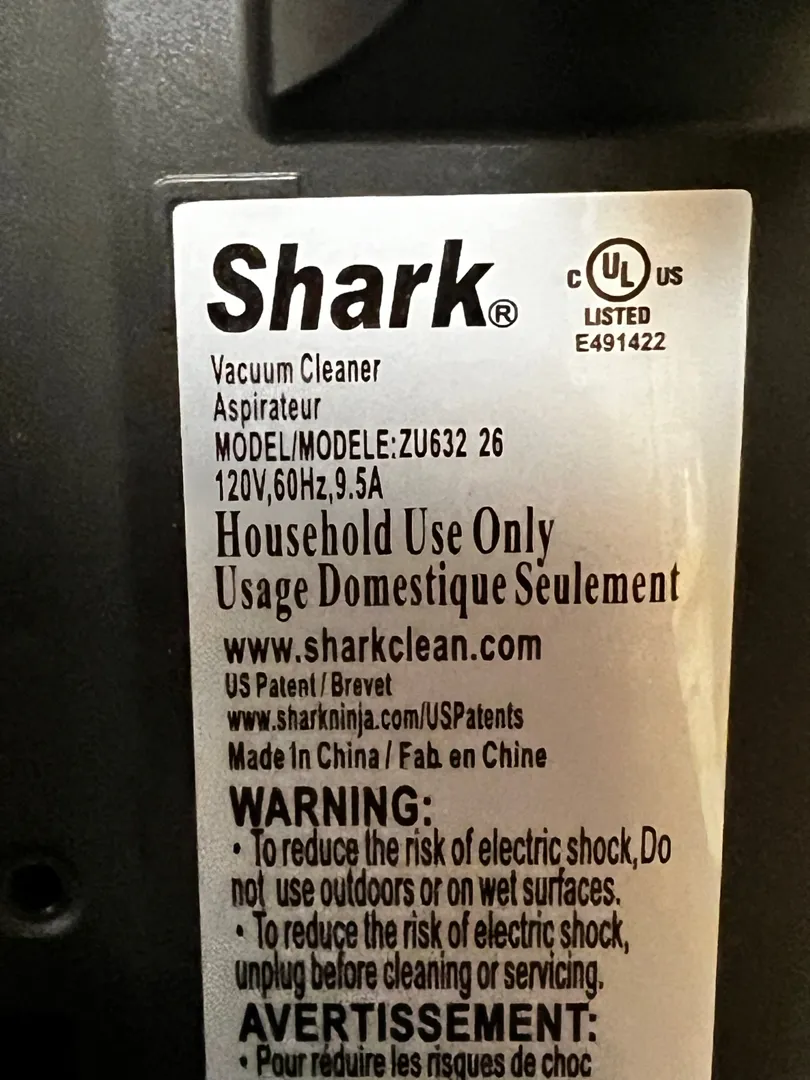 Shark®
C UL US
LISTED
E491422
Vacuum Cleaner
Aspirateur
MODEL/MODELE:ZU632 26
120V,60Hz,9.5A
Household Use Only
Usage Domestique Seulement
www.sharkclean.com
US Patent / Brevet
www.sharkninja.com/USPatents
Made In China / Fab. en Chine
WARNING:
• To reduce the risk of electric shock,Do
not use outdoors or on wet surfaces.
• To reduce the risk of electric shock,
unplug before cleaning or servicing.
AVERTISSEMENT:
• Pour réduire les risques de choc